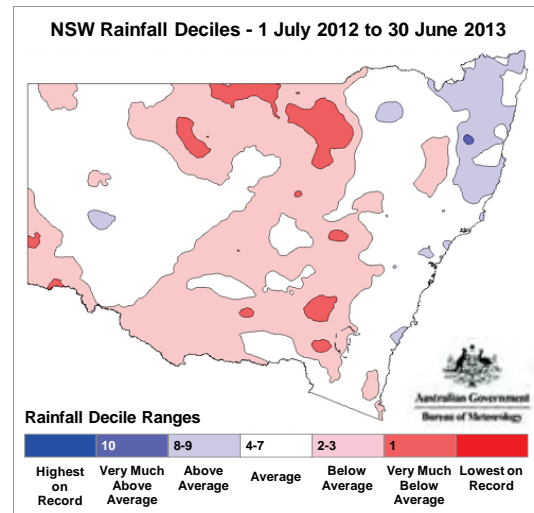 NSW Rainfall Deciles - 1 July 2012 to 30 June 2013
Australian Government
Bureau of Meteorology
Rainfall Decile Ranges
10 8-9 4-7 2-3 1
Highest on Record
Very Much Above Average
Above Average
Average
Below Average
Very Much Below Average
Lowest on Record